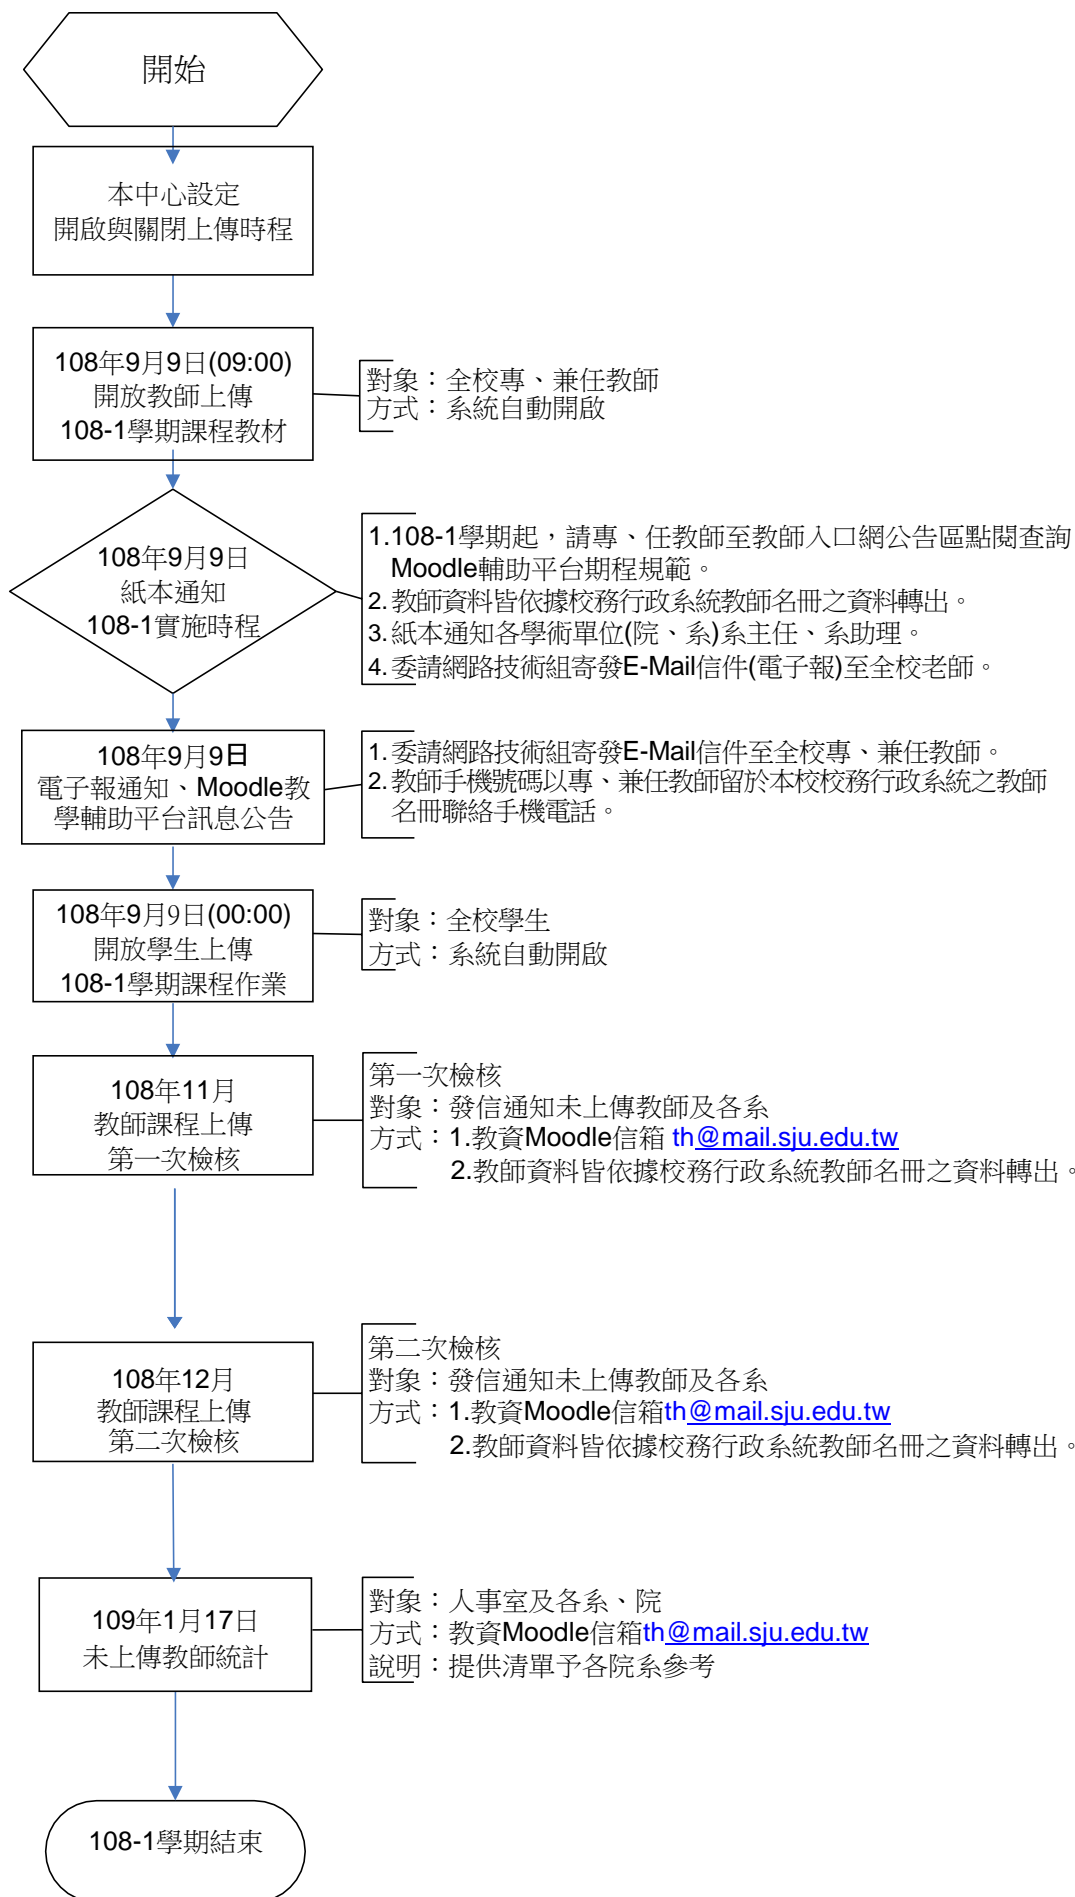 開始
本中心設定
開啟與關閉上傳時程
108年9月9日(09:00)
開放教師上傳
108-1學期課程教材
對象：全校專、兼任教師
方式：系統自動開啟
108年9月9日
紙本通知
108-1實施時程
1.108-1學期起，請專、任教師至教師入口網公告區點閱查詢
Moodle輔助平台期程規範。
2.教師資料皆依據校務行政系統教師名冊之資料轉出。
3.紙本通知各學術單位(院、系)系主任、系助理。
4.委請網路技術組寄發E-Mail信件(電子報)至全校老師。
108年9月9日
電子報通知、Moodle教
學輔助平台訊息公告
1.委請網路技術組寄發E-Mail信件至全校專、兼任教師。
2.教師手機號碼以專、兼任教師留於本校校務行政系統之教師
名冊聯絡手機電話。
108年9月9日(00:00)
開放學生上傳
108-1學期課程作業
對象：全校學生
方式：系統自動開啟
108年11月
教師課程上傳
第一次檢核
第一次檢核
對象：發信通知未上傳教師及各系
方式：1.教資Moodle信箱 th@mail.sju.edu.tw
2.教師資料皆依據校務行政系統教師名冊之資料轉出。
108年12月
教師課程上傳
第二次檢核
第二次檢核
對象：發信通知未上傳教師及各系
方式：1.教資Moodle信箱th@mail.sju.edu.tw
2.教師資料皆依據校務行政系統教師名冊之資料轉出。
109年1月17日
未上傳教師統計
對象：人事室及各系、院
方式：教資Moodle信箱th@mail.sju.edu.tw
說明：提供清單予各院系參考
108-1學期結束